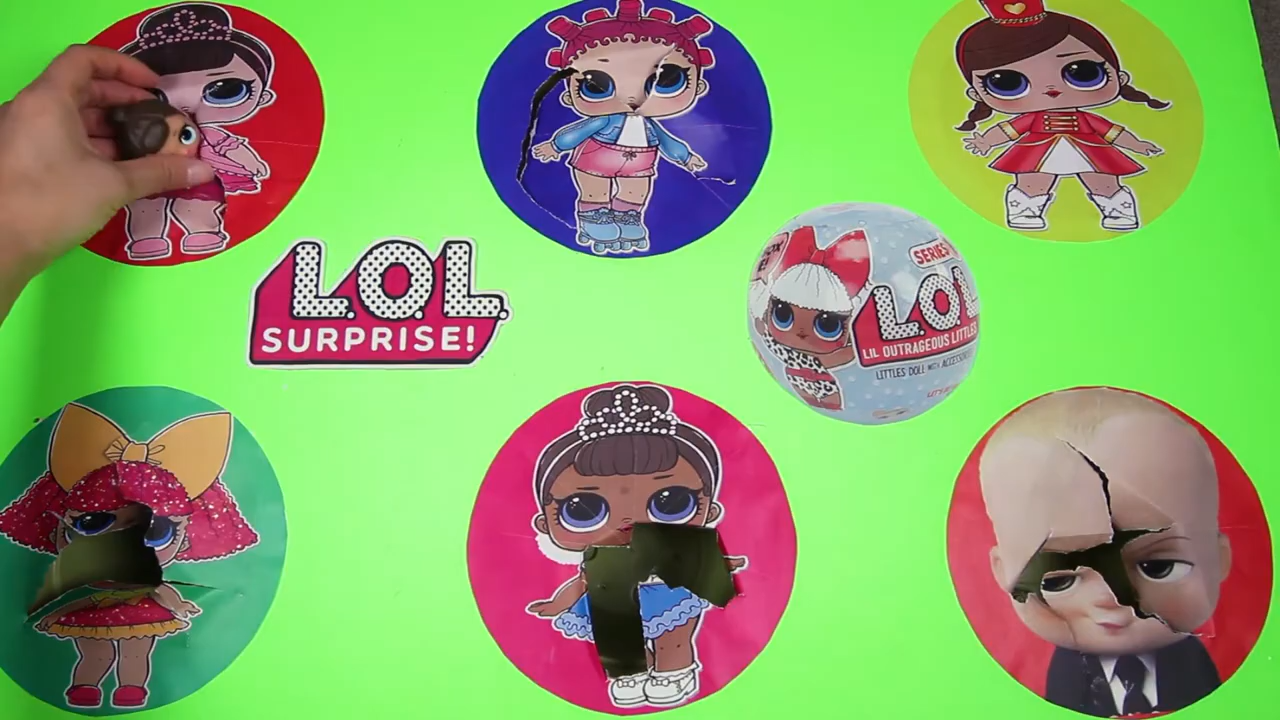 L.O.L.
SURPRISE!
SERIES
L.O.L
LIL OUTRAGEOUS LITTLES
LITTLES DOLL WITH ACCESSORIES